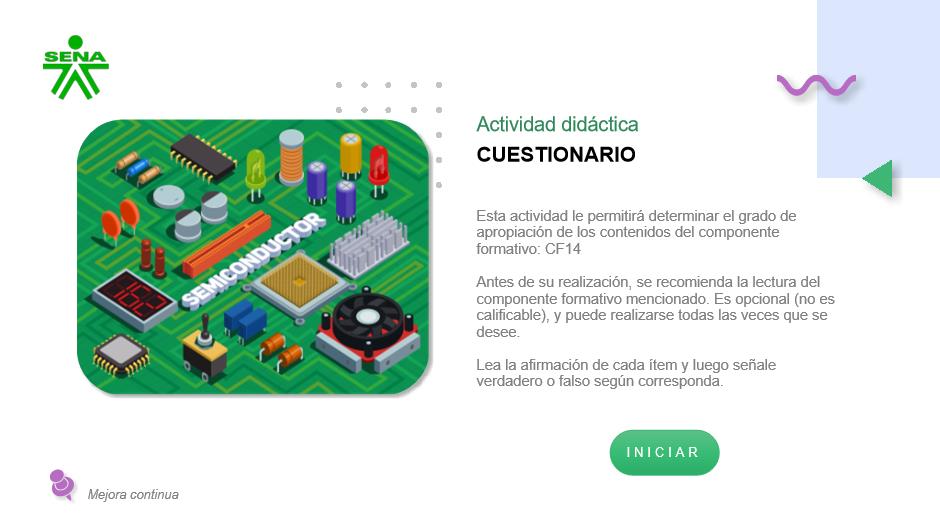 SENA
Actividad didáctica
CUESTIONARIO
SEMICONDUCTOR
Esta actividad le permitirá determinar el grado de
apropiación de los contenidos del componente
formativo: CF14
Antes de su realización, se recomienda la lectura del
componente formativo mencionado. Es opcional (no es
calificable), y puede realizarse todas las veces que se
desee.
Lea la afirmación de cada ítem y luego señale
verdadero o falso según corresponda.
INICIAR
Mejora continua